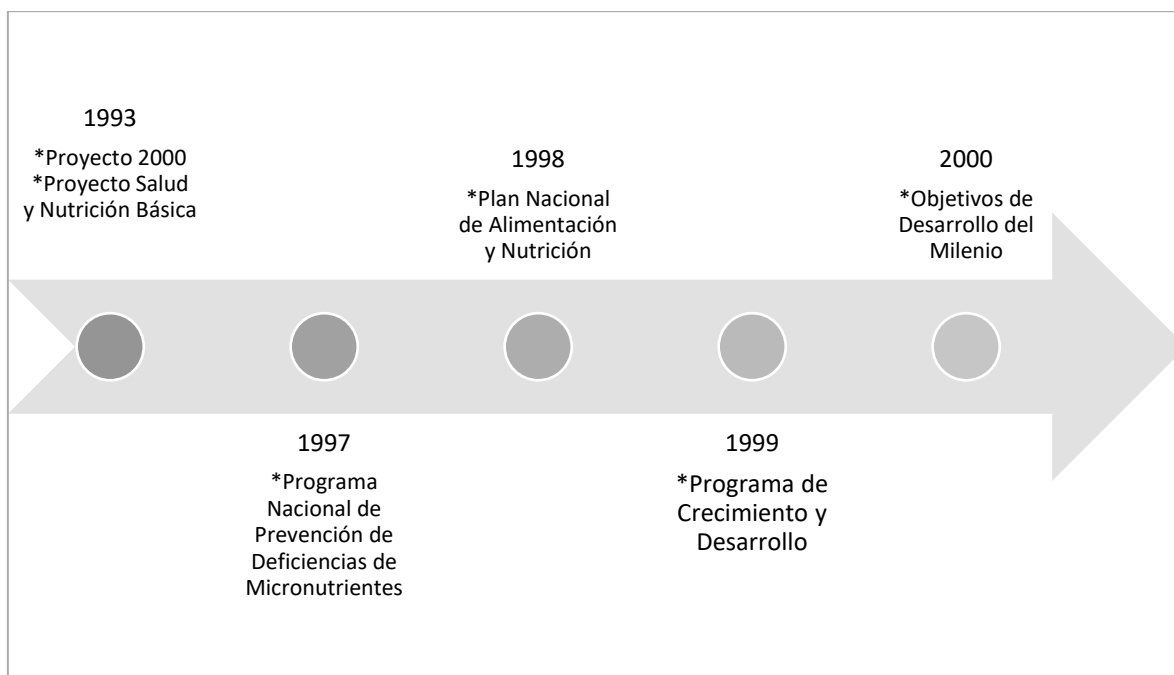 1993
*Proyecto 2000
*Proyecto Salud
y Nutrición Básica
1997
*Programa
Nacional de
Prevención de
Deficiencias de
Micronutrientes
1998
*Plan Nacional
de Alimentación
y Nutrición
1999
*Programa de
Crecimiento y
Desarrollo
2000
*Objetivos de
Desarrollo del
Milenio